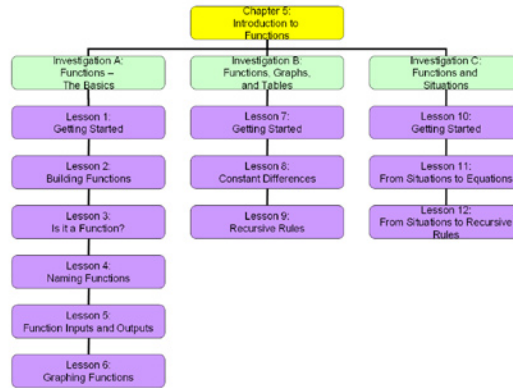 Chapter 5:
Introduction to
Functions
Investigation A:
Functions –
The Basics
Lesson 1:
Getting Started
Lesson 2:
Building Functions
Lesson 3:
Is it a Function?
Lesson 4:
Naming Functions
Lesson 5:
Function Inputs and Outputs
Lesson 6:
Graphing Functions
Investigation B:
Functions, Graphs,
and Tables
Lesson 7:
Getting Started
Lesson 8:
Constant Differences
Lesson 9:
Recursive Rules
Investigation C:
Functions and
Situations
Lesson 10:
Getting Started
Lesson 11:
From Situations to Equations
Lesson 12:
From Situations to Recursive
Rules